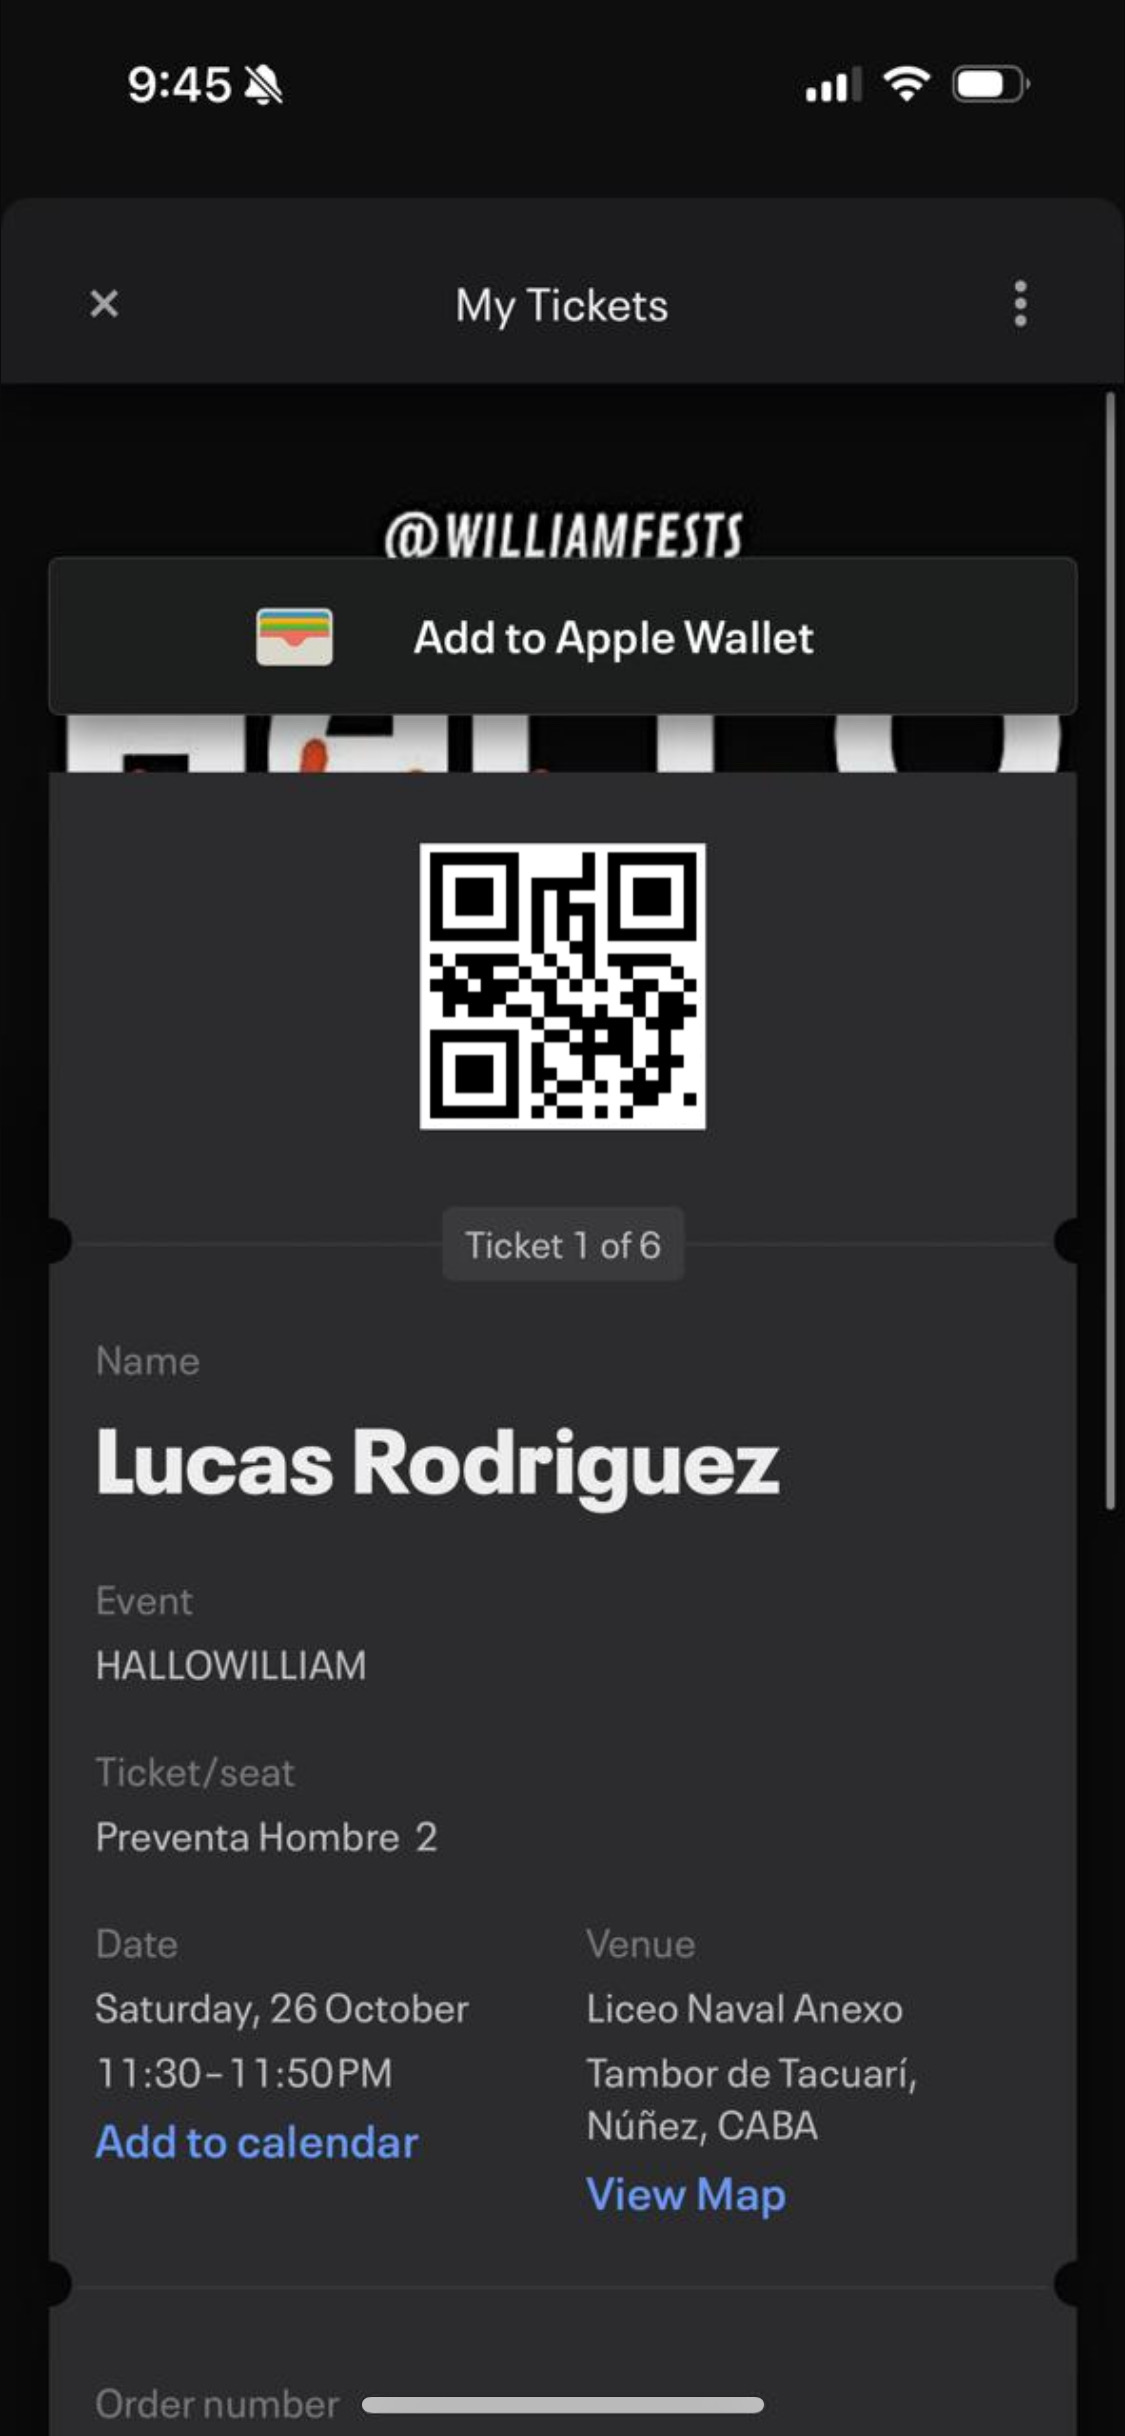 9:45
My Tickets
@WILLIAMFESTS
Add to Apple Wallet
Ticket 1 of 6
Name
Lucas Rodriguez
Event
HALLOWILLIAM
Ticket/seat
Preventa Hombre 2
Date
Saturday, 26 October
11:30–11:50PM
Add to calendar
Venue
Liceo Naval Anexo
Tambor de Tacuarí,
Núñez, CABA
View Map
Order number